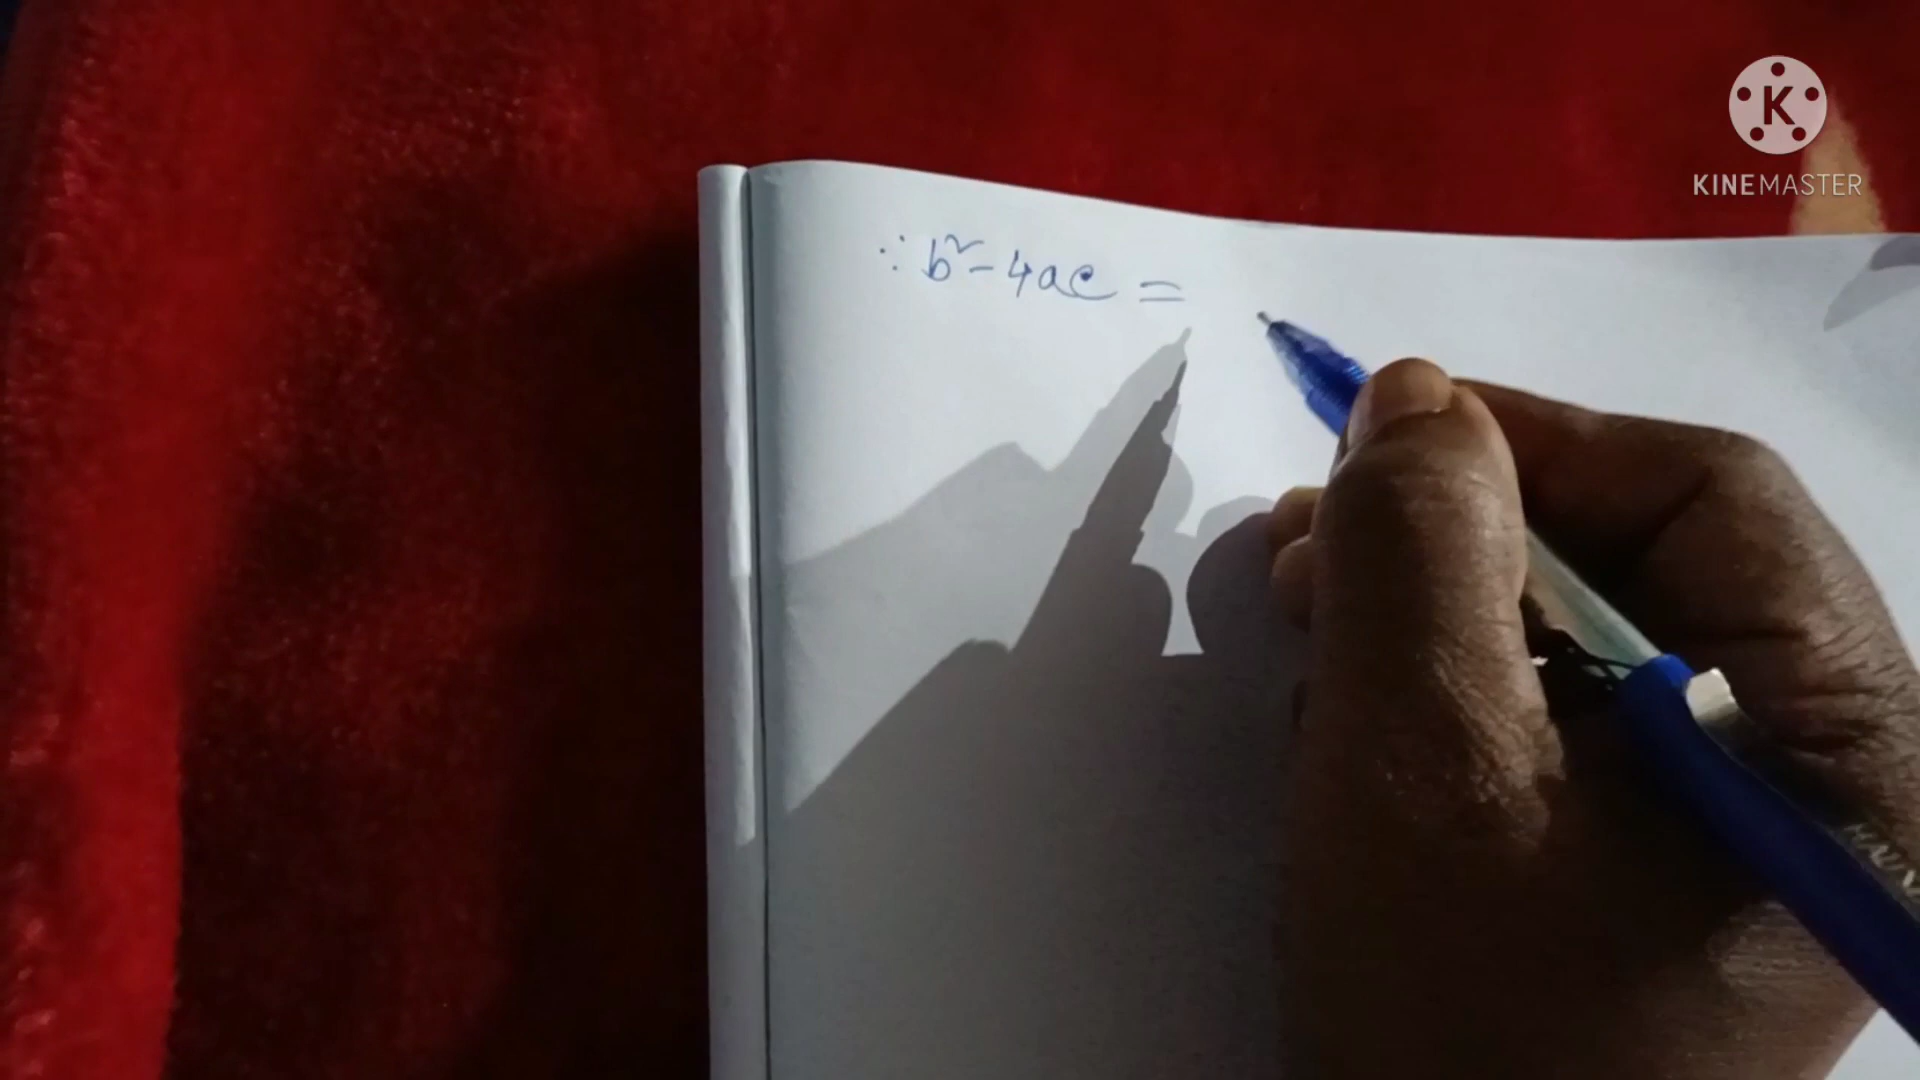 ∵ b² - 4ac =
K
KINEMASTER